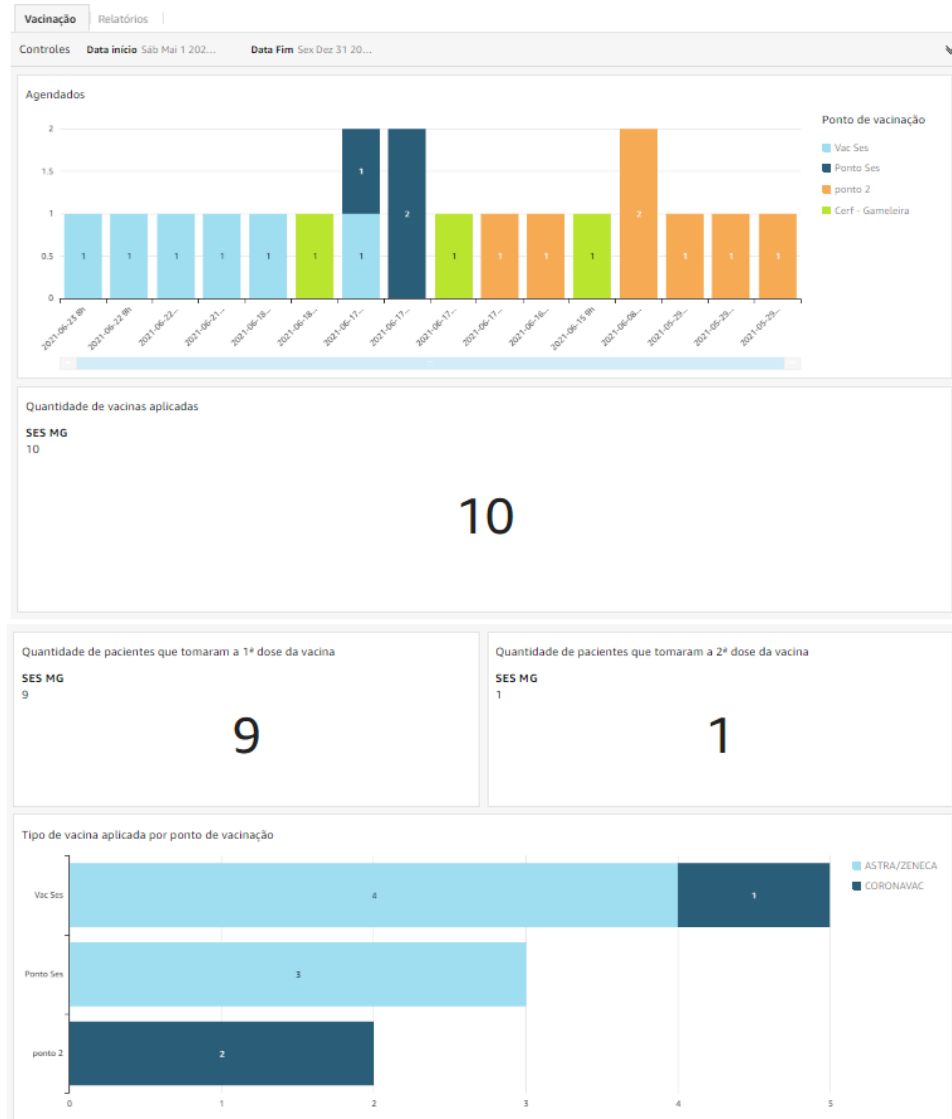 Vacinação Relatórios
Controles Data início Sáb Mai 1 202... Data Fim Sex Dez 31 20...
Agendados
Ponto de vacinação
Vac Ses
Ponto Ses
ponto 2
Cerf - Gameleira
2
1.5
1
0.5
0
1 1 1 1 1 1 1 1 2 1 1 1 1 2 1 1 1
2021-06-23 8h 2021-06-22 9h 2021-06-22... 2021-06-21... 2021-06-18... 2021-06-18... 2021-06-17... 2021-06-17... 2021-06-17... 2021-06-17... 2021-06-16... 2021-06-15 9h 2021-06-08... 2021-05-29... 2021-05-29... 2021-05-29...
Quantidade de vacinas aplicadas
SES MG
10
10
Quantidade de pacientes que tomaram a 1ª dose da vacina
SES MG
9
9
Quantidade de pacientes que tomaram a 2ª dose da vacina
SES MG
1
1
Tipo de vacina aplicada por ponto de vacinação
ASTRA/ZENECA
CORONAVAC
Vac Ses 4 1
Ponto Ses 3
ponto 2 2
0 1 2 3 4 5